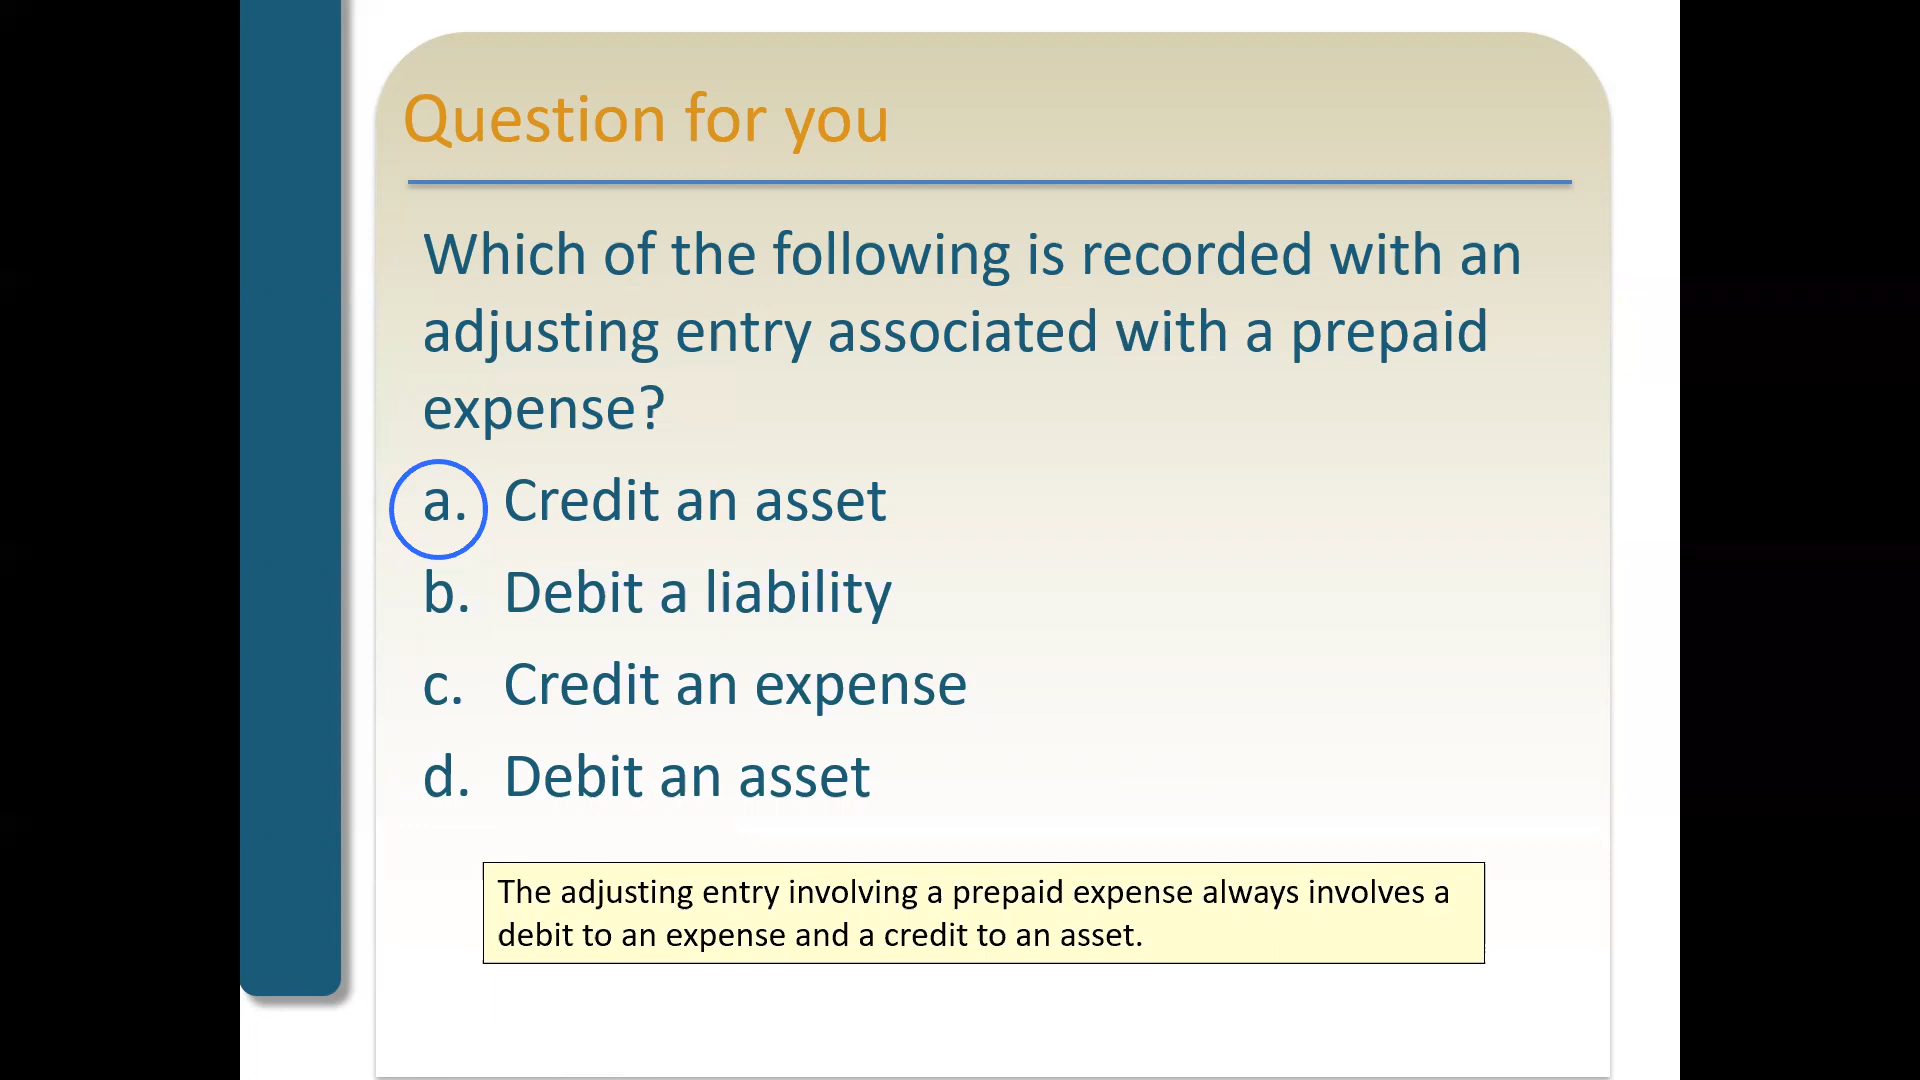 Question for you
Which of the following is recorded with an
adjusting entry associated with a prepaid
expense?
a. Credit an asset
b. Debit a liability
c. Credit an expense
d. Debit an asset
The adjusting entry involving a prepaid expense always involves a
debit to an expense and a credit to an asset.